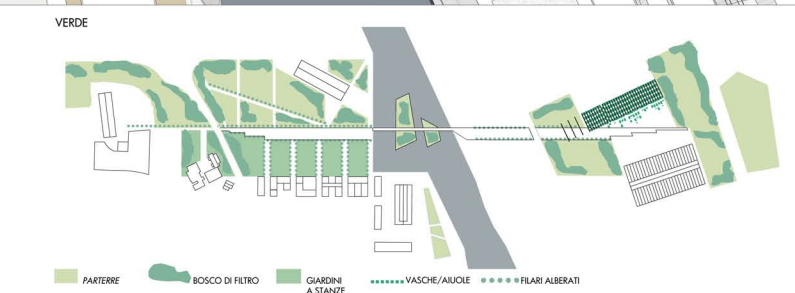 VERDE
PARTERRE
BOSCO DI FILTRO
GIARDINI
A STANZE
VASCHE/AIUOLE
FILARI ALBERATI